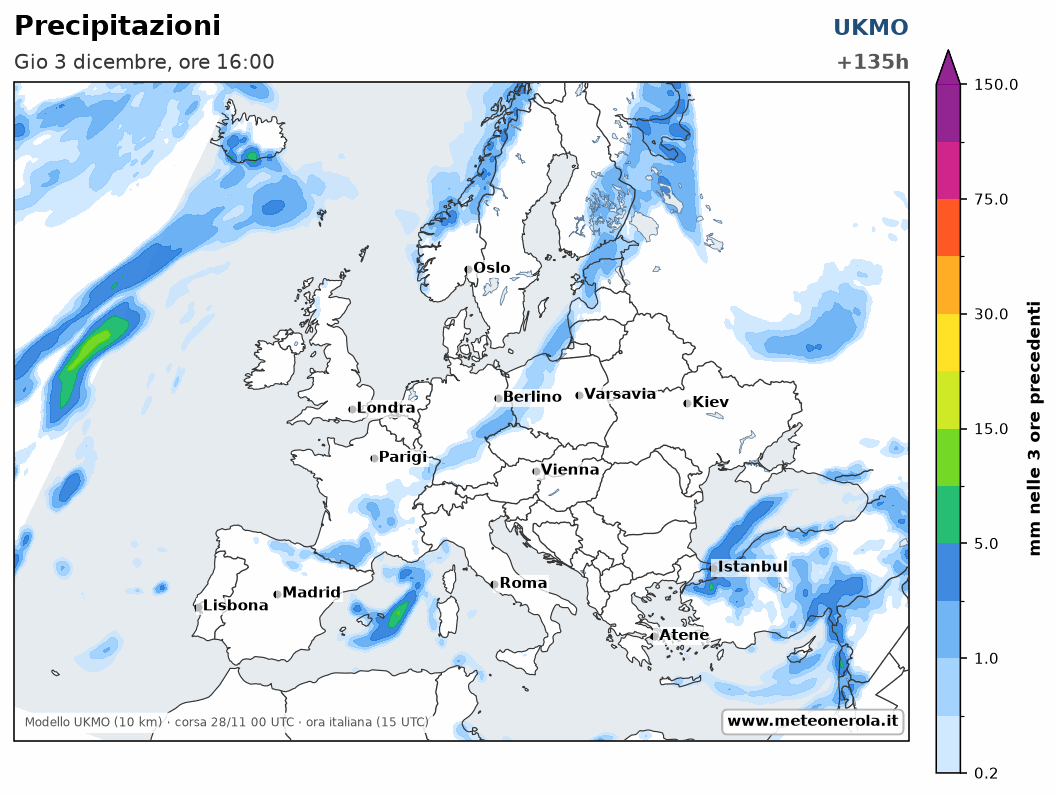 Precipitazioni
UKMO
Gio 3 dicembre, ore 16:00
+135h
150.0
75.0
30.0
15.0
5.0
1.0
0.2
mm nelle 3 ore precedenti
Oslo
Berlino
Varsavia
Kiev
Londra
Parigi
Vienna
Istanbul
Roma
Madrid
Lisbona
Atene
Modello UKMO (10 km) · corsa 28/11 00 UTC · ora italiana (15 UTC)
www.meteonerola.it